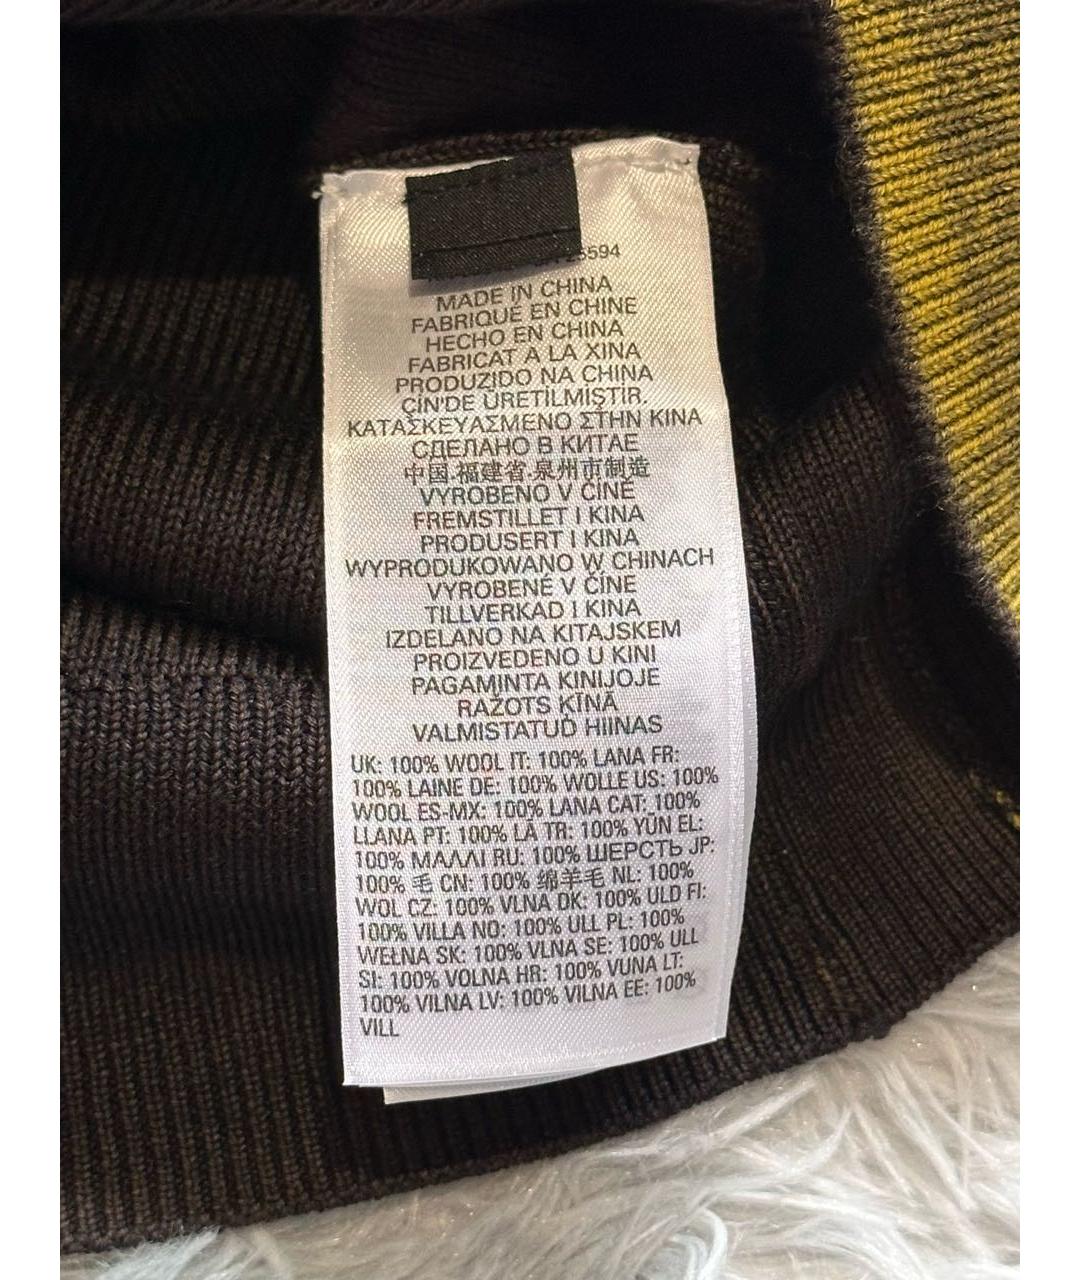 5594
MADE IN CHINA
FABRIQUÉ EN CHINE
HECHO EN CHINA
FABRICAT A LA XINA
PRODUZIDO NA CHINA
ÇİN'DE ÜRETİLMİŞTİR.
ΚΑΤΑΣΚΕΥΑΣΜΕΝΟ ΣΤΗΝ ΚΙΝΑ
СДЕЛАНО В КИТАЕ
中国.福建省.泉州市制造
VYROBENO V ČÍNĚ
FREMSTILLET I KINA
PRODUSERT I KINA
WYPRODUKOWANO W CHINACH
VYROBENÉ V ČÍNE
TILLVERKAD I KINA
IZDELANO NA KITAJSKEM
PROIZVEDENO U KINI
PAGAMINTA KINIJOJE
RAŽOTS ĶĪNĀ
VALMISTATUD HIINAS
UK: 100% WOOL IT: 100% LANA FR:
100% LAINE DE: 100% WOLLE US: 100%
WOOL ES-MX: 100% LANA CAT: 100%
LLANA PT: 100% LÃ TR: 100% YÜN EL:
100% ΜΑΛΛΙ RU: 100% ШЕРСТЬ JP:
100% 毛 CN: 100% 绵羊毛 NL: 100%
WOL CZ: 100% VLNA DK: 100% ULD FI:
100% VILLA NO: 100% ULL PL: 100%
WEŁNA SK: 100% VLNA SE: 100% ULL
SI: 100% VOLNA HR: 100% VUNA LT:
100% VILNA LV: 100% VILNA EE: 100%
VILL